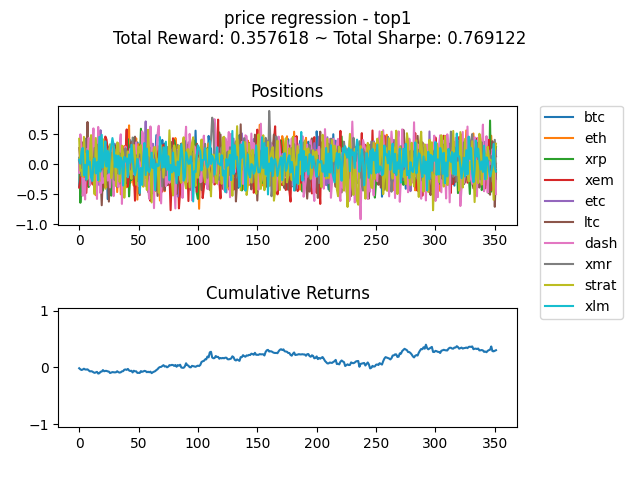 price regression - top1
Total Reward: 0.357618 ~ Total Sharpe: 0.769122
Positions
0.5
0.0
−0.5
−1.0
0 50 100 150 200 250 300 350
btc
eth
xrp
xem
etc
ltc
dash
xmr
strat
xlm
Cumulative Returns
1
0
−1
0 50 100 150 200 250 300 350